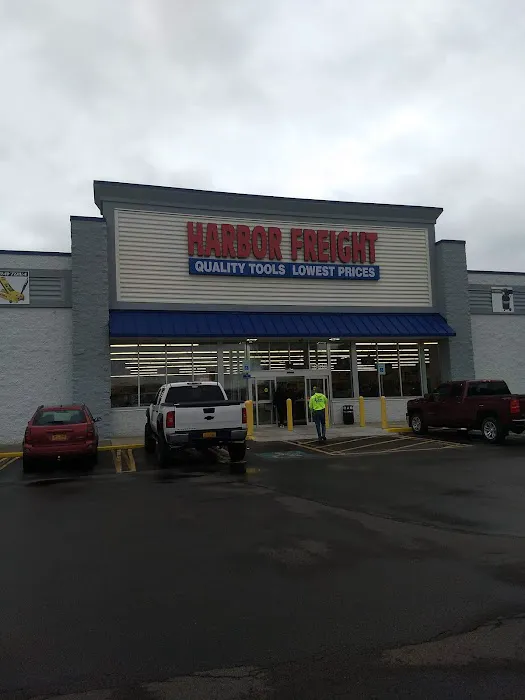 HARBOR FREIGHT
QUALITY TOOLS LOWEST PRICES